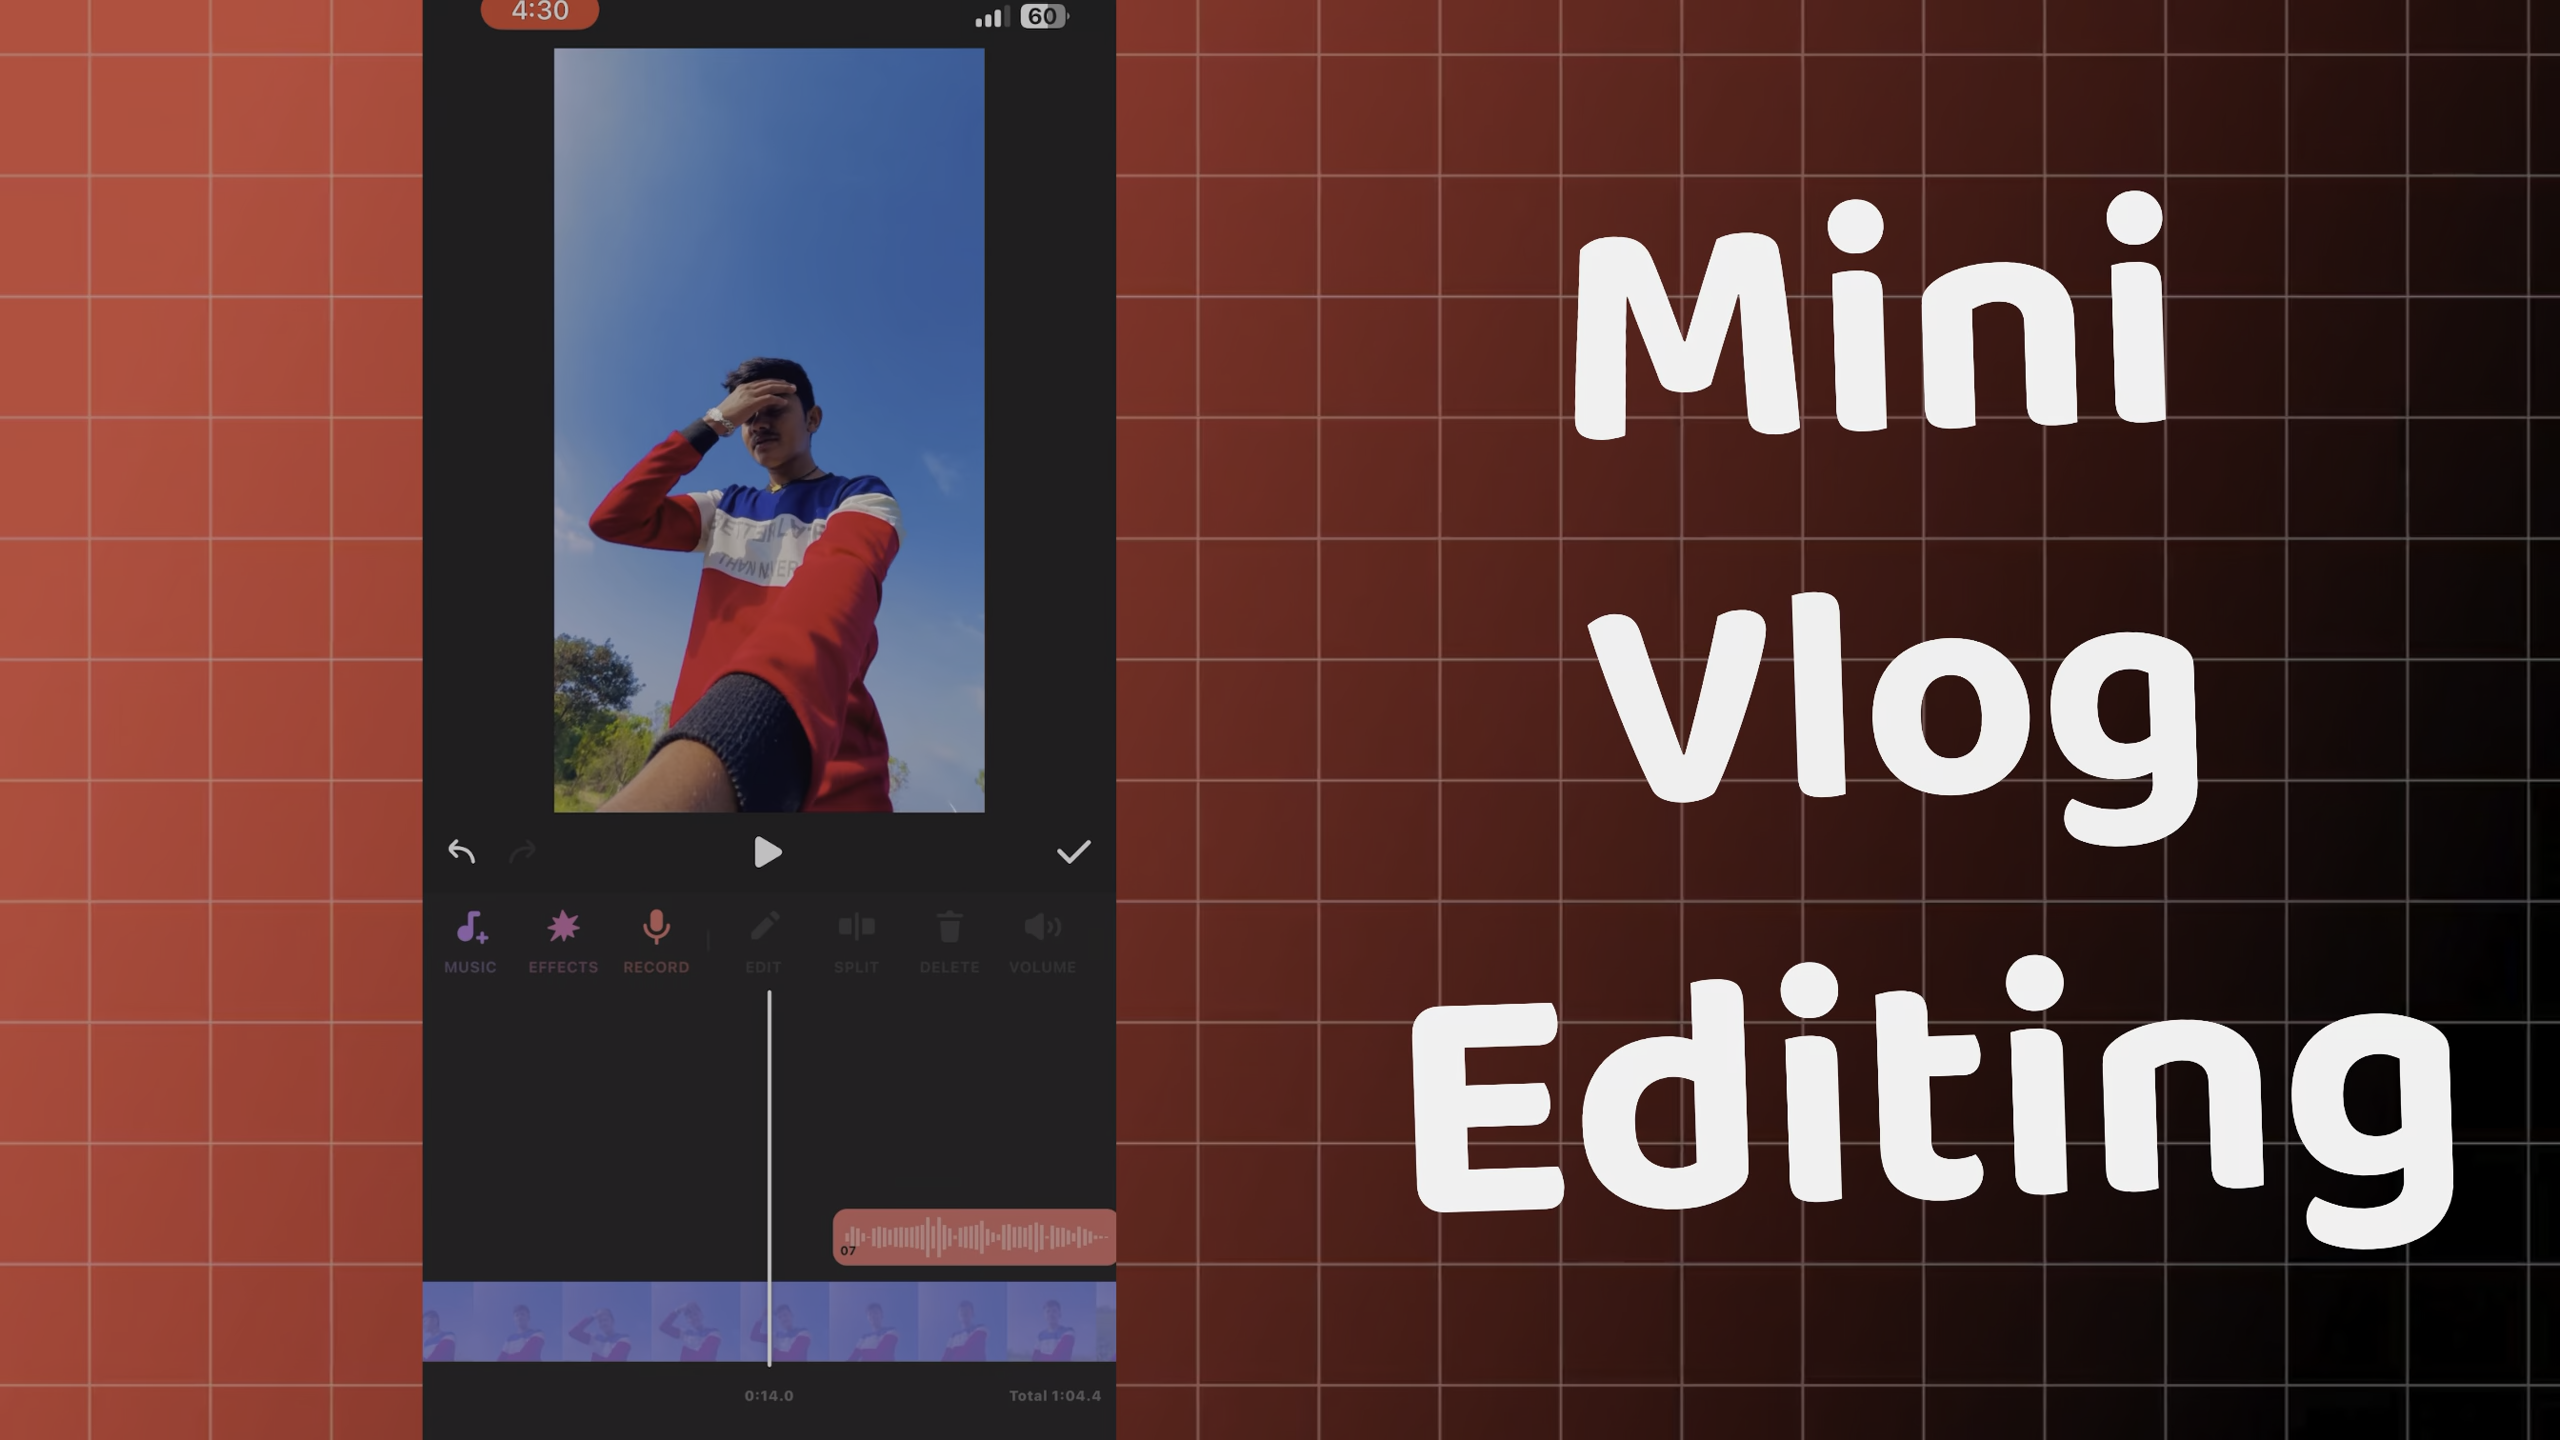 4:30
60
Mini
Vlog
Editing
MUSIC
EFFECTS
RECORD
EDIT
SPLIT
DELETE
VOLUME
07
0:14.0
Total 1:04.4